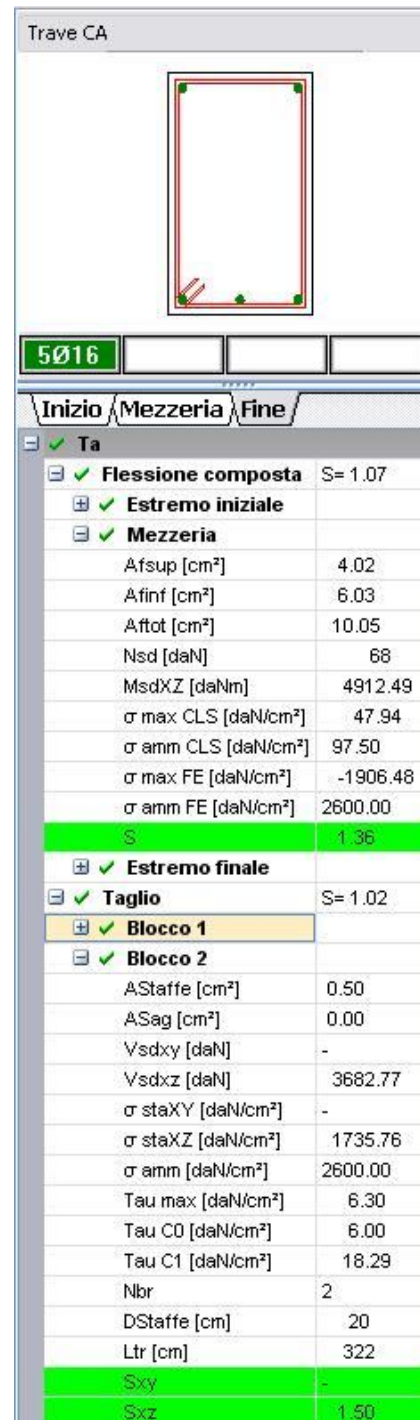 Trave CA
5Ø16
Inizio Mezzeria Fine
Ta
Flessione composta S= 1.07
Estremo iniziale
Mezzeria
Afsup [cm²] 4.02
Afinf [cm²] 6.03
Aftot [cm²] 10.05
Nsd [daN] 68
MsdXZ [daNm] 4912.49
σ max CLS [daN/cm²] 47.94
σ amm CLS [daN/cm²] 97.50
σ max FE [daN/cm²] -1906.48
σ amm FE [daN/cm²] 2600.00
S 1.36
Estremo finale
Taglio S= 1.02
Blocco 1
Blocco 2
AStaffe [cm²] 0.50
ASag [cm²] 0.00
Vsdxy [daN] -
Vsdxz [daN] 3682.77
σ staXY [daN/cm²] -
σ staXZ [daN/cm²] 1735.76
σ amm [daN/cm²] 2600.00
Tau max [daN/cm²] 6.30
Tau C0 [daN/cm²] 6.00
Tau C1 [daN/cm²] 18.29
Nbr 2
DStaffe [cm] 20
Ltr [cm] 322
Sxy -
Sxz 1.50